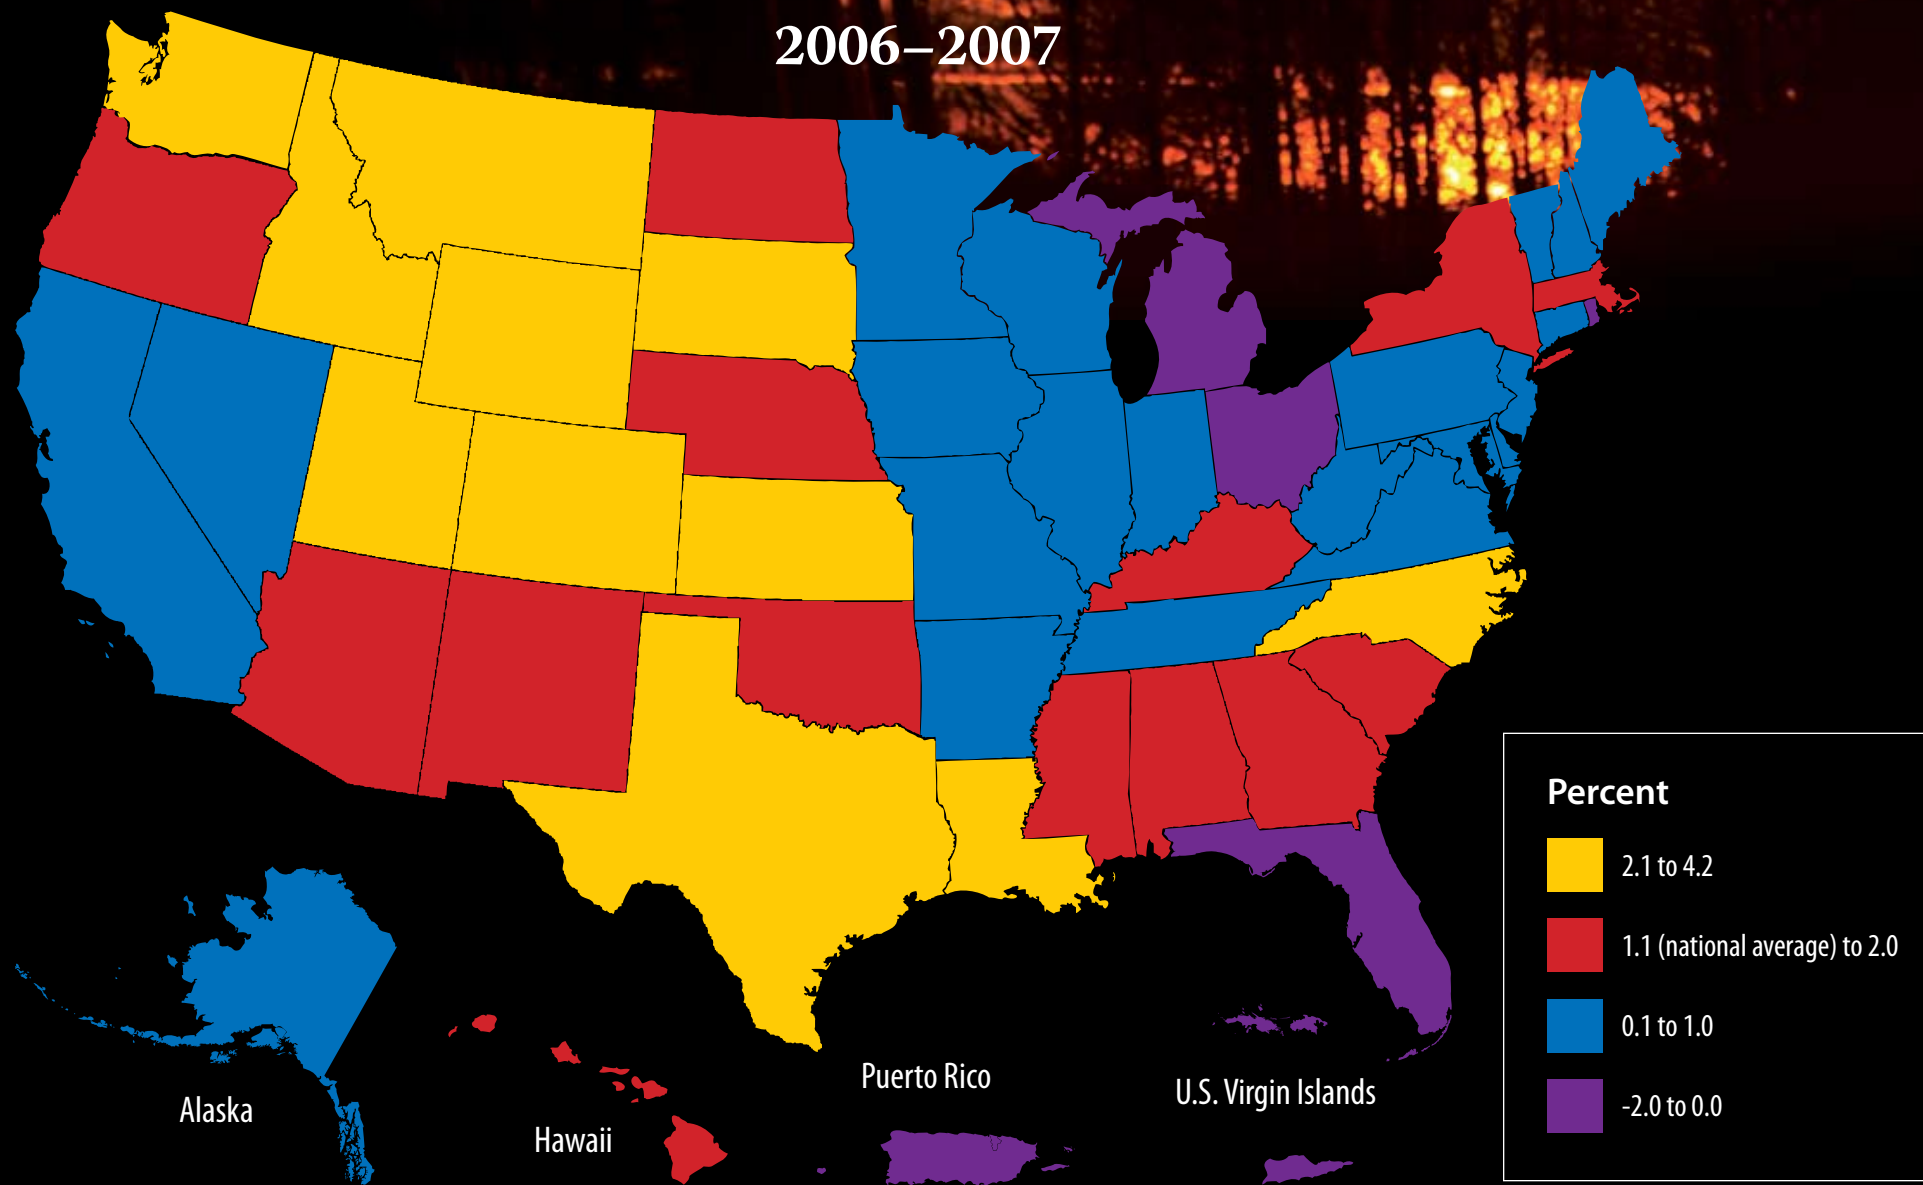 2006–2007
Percent
2.1 to 4.2
1.1 (national average) to 2.0
0.1 to 1.0
-2.0 to 0.0
Puerto Rico
U.S. Virgin Islands
Alaska
Hawaii